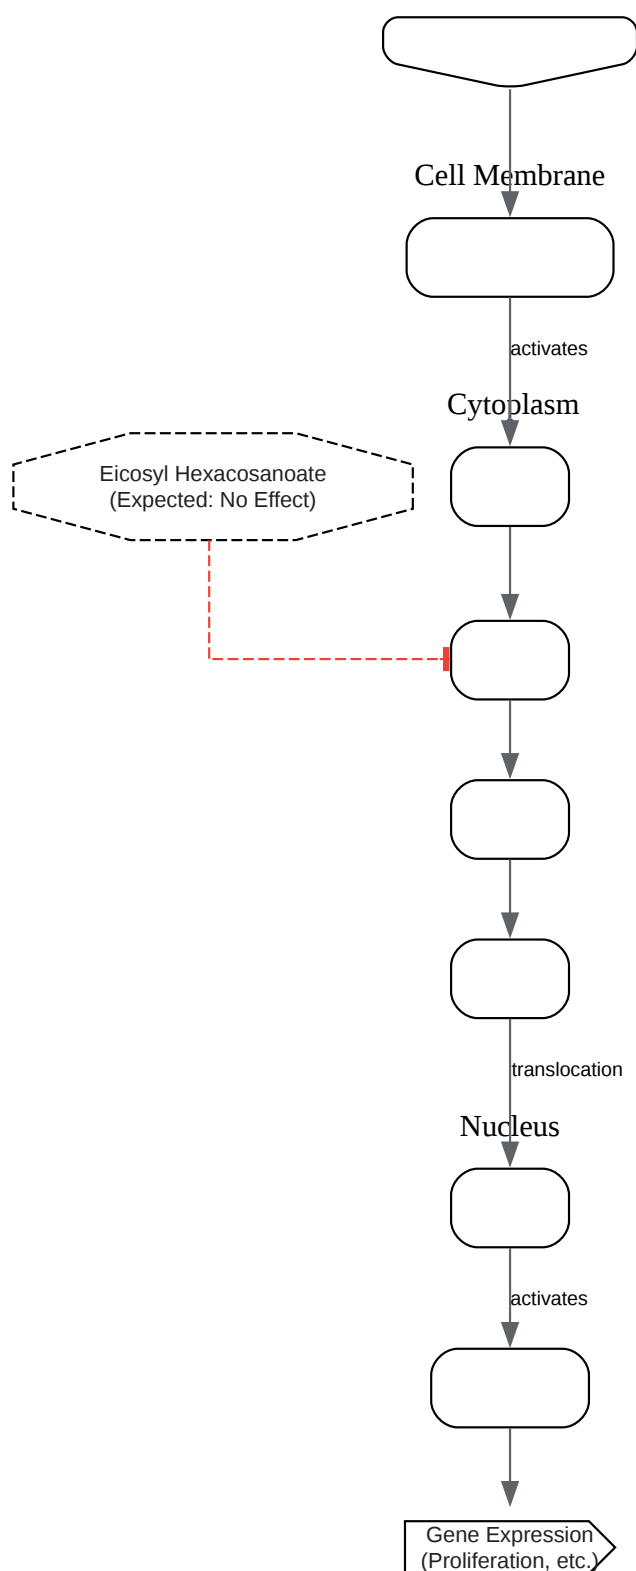 Cell Membrane
activates
Cytoplasm
Eicosyl Hexacosanoate
(Expected: No Effect)
translocation
Nucleus
activates
Gene Expression
(Proliferation, etc.)